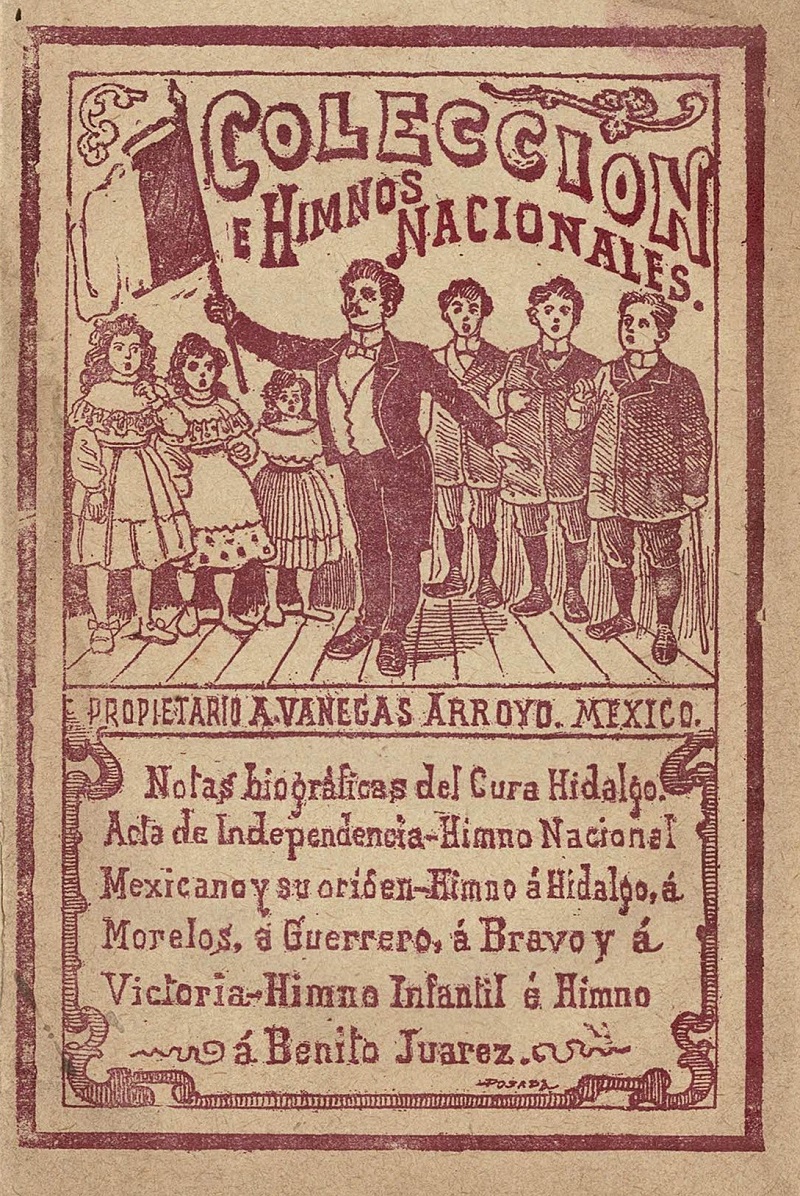 COLECCION
E HIMNOS
NACIONALES.
PROPIETARIO A. VANEGAS ARROYO. MEXICO.
Notas biográficas del Cura Hidalgo.
Acta de Independencia-Himno Nacional
Mexicano y su orígen-Himno á Hidalgo, á
Morelos, á Guerrero, á Bravo y á
Victoria-Himno Infantil é Himno
á Benito Juarez.
POSADA